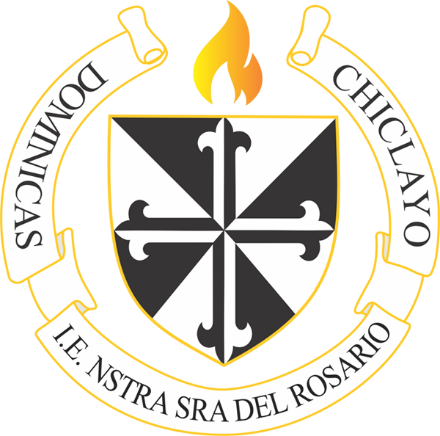 DOMINICAS
CHICLAYO
I.E. NSTRA SRA DEL ROSARIO